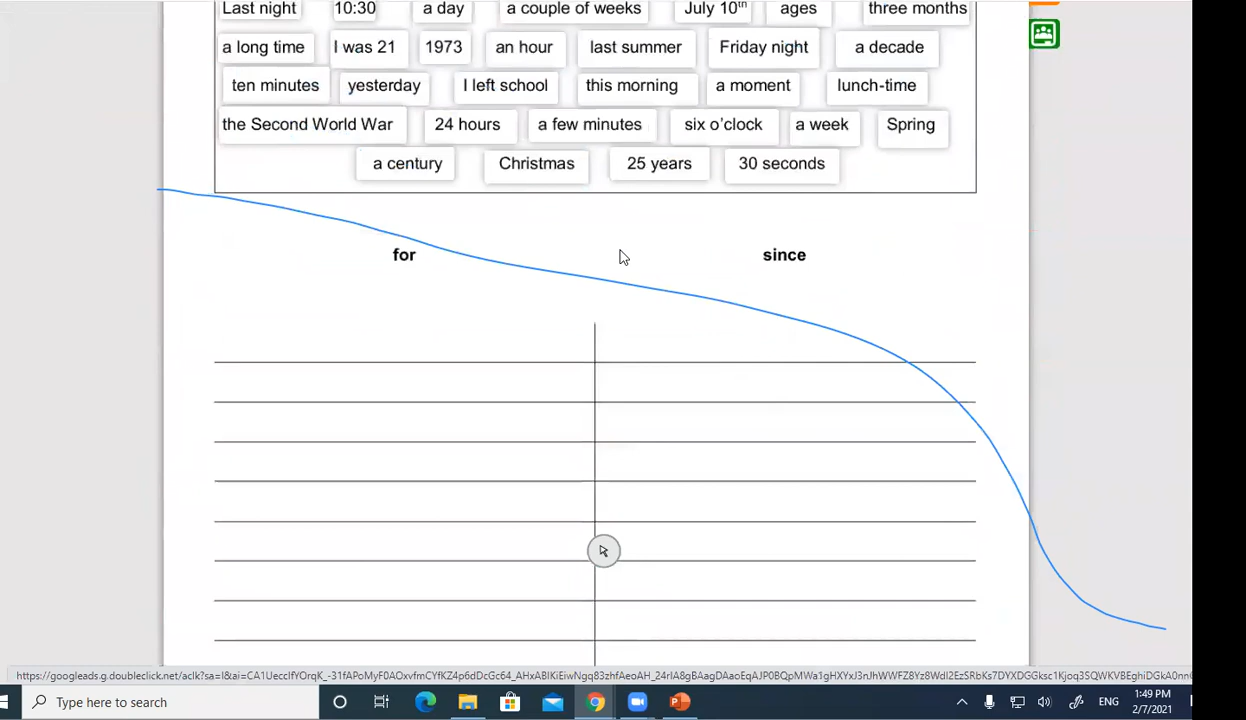 Last night 10:30 a day a couple of weeks July 10th ages three months
a long time I was 21 1973 an hour last summer Friday night a decade
ten minutes yesterday I left school this morning a moment lunch-time
the Second World War 24 hours a few minutes six o'clock a week Spring
a century Christmas 25 years 30 seconds
for since
Type here to search
ENG
1:49 PM
2/7/2021